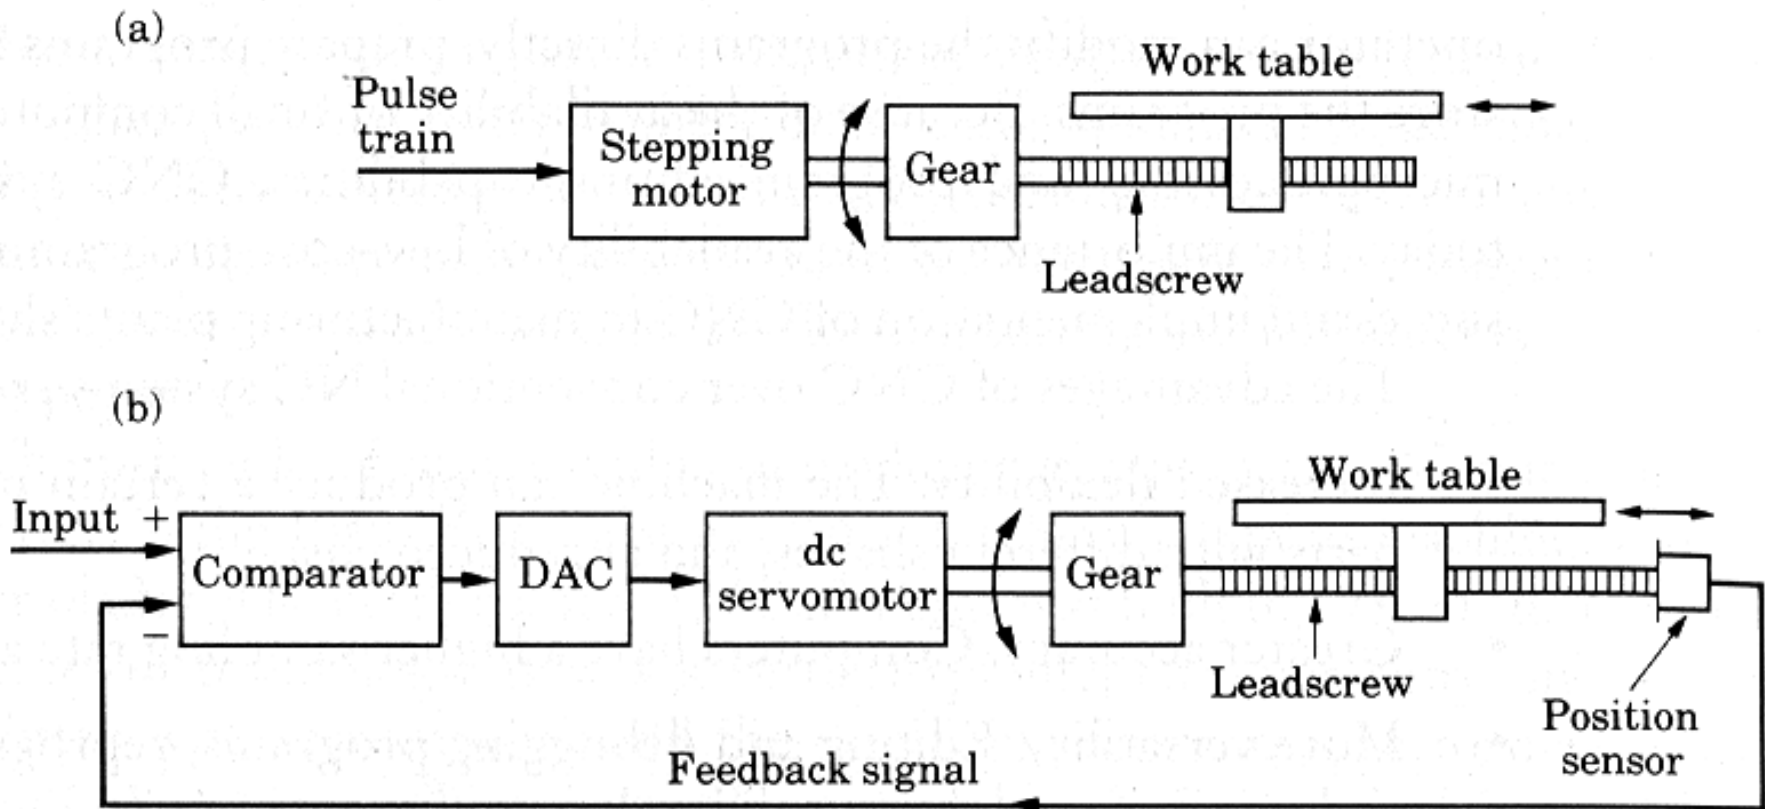 (a)
Pulse
train
Stepping
motor
Gear
Work table
Leadscrew
(b)
Input +
−
Comparator
DAC
dc
servomotor
Gear
Work table
Leadscrew
Position
sensor
Feedback signal